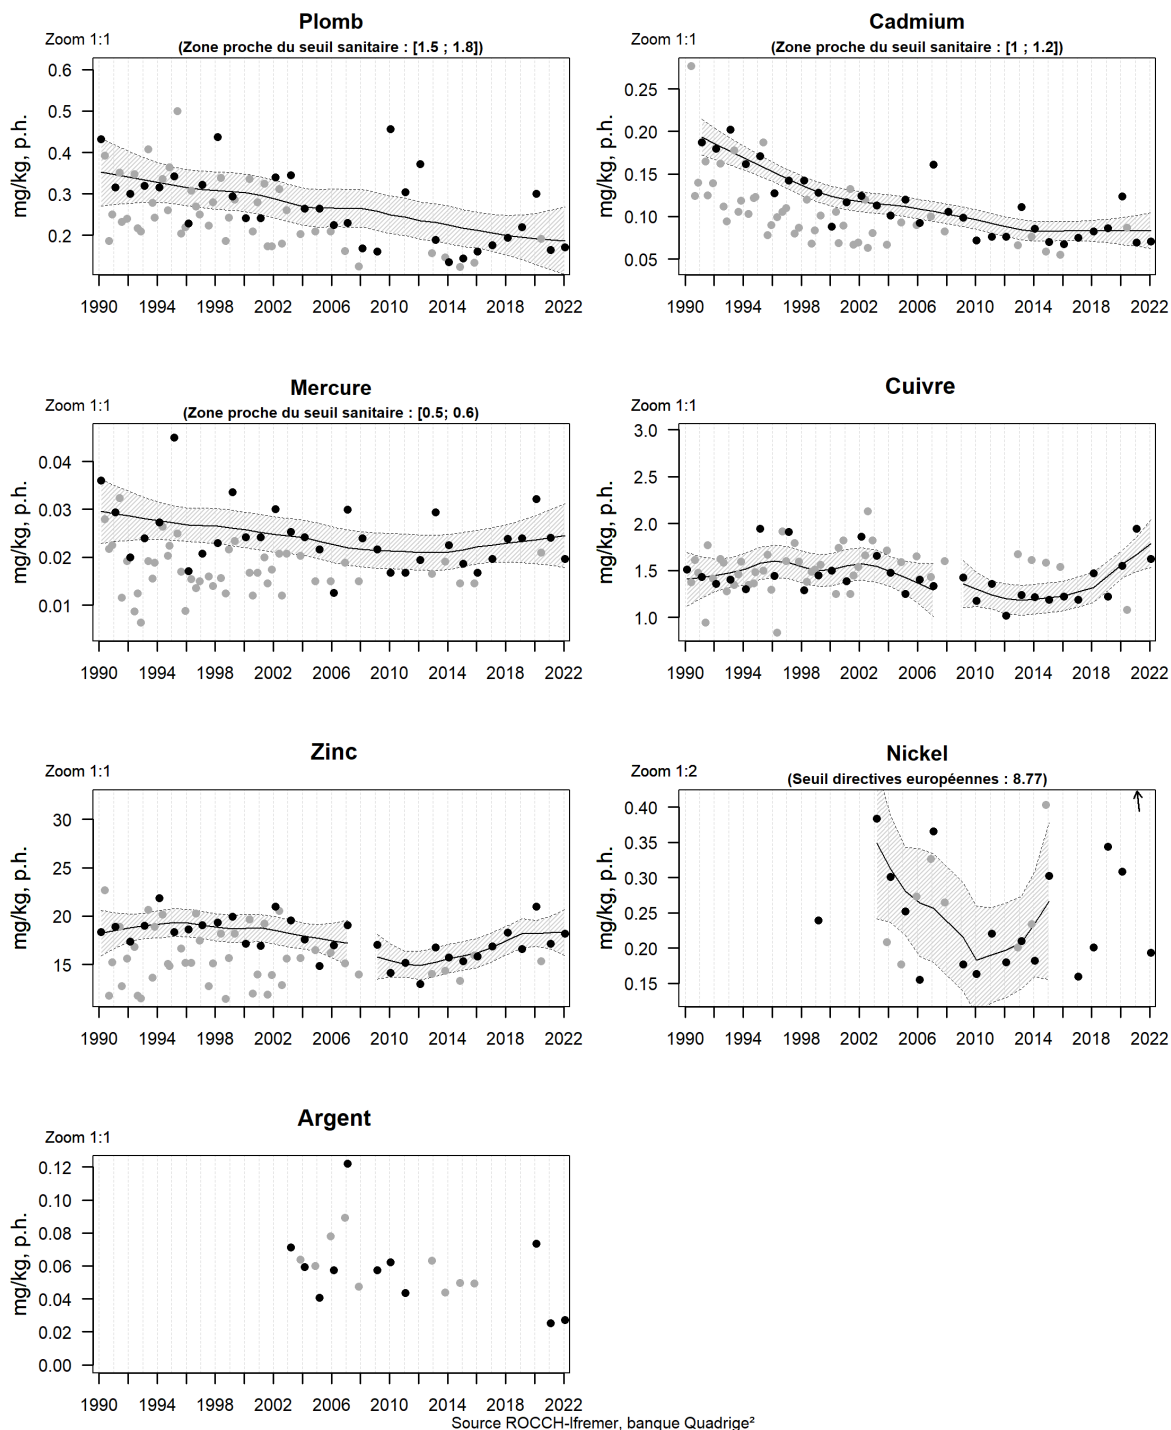 Plomb
Zoom 1:1
(Zone proche du seuil sanitaire : [1.5 ; 1.8])
mg/kg, p.h.
0.6
0.5
0.4
0.3
0.2
1990 1994 1998 2002 2006 2010 2014 2018 2022
Cadmium
Zoom 1:1
(Zone proche du seuil sanitaire : [1 ; 1.2])
mg/kg, p.h.
0.25
0.20
0.15
0.10
0.05
1990 1994 1998 2002 2006 2010 2014 2018 2022
Mercure
Zoom 1:1
(Zone proche du seuil sanitaire : [0.5; 0.6)
mg/kg, p.h.
0.04
0.03
0.02
0.01
1990 1994 1998 2002 2006 2010 2014 2018 2022
Cuivre
Zoom 1:1
mg/kg, p.h.
3.0
2.5
2.0
1.5
1.0
1990 1994 1998 2002 2006 2010 2014 2018 2022
Zinc
Zoom 1:1
mg/kg, p.h.
30
25
20
15
1990 1994 1998 2002 2006 2010 2014 2018 2022
Nickel
Zoom 1:2
(Seuil directives européennes : 8.77)
mg/kg, p.h.
0.40
0.35
0.30
0.25
0.20
0.15
1990 1994 1998 2002 2006 2010 2014 2018 2022
Argent
Zoom 1:1
mg/kg, p.h.
0.12
0.10
0.08
0.06
0.04
0.02
0.00
1990 1994 1998 2002 2006 2010 2014 2018 2022
Source ROCCH-Ifremer, banque Quadrige²